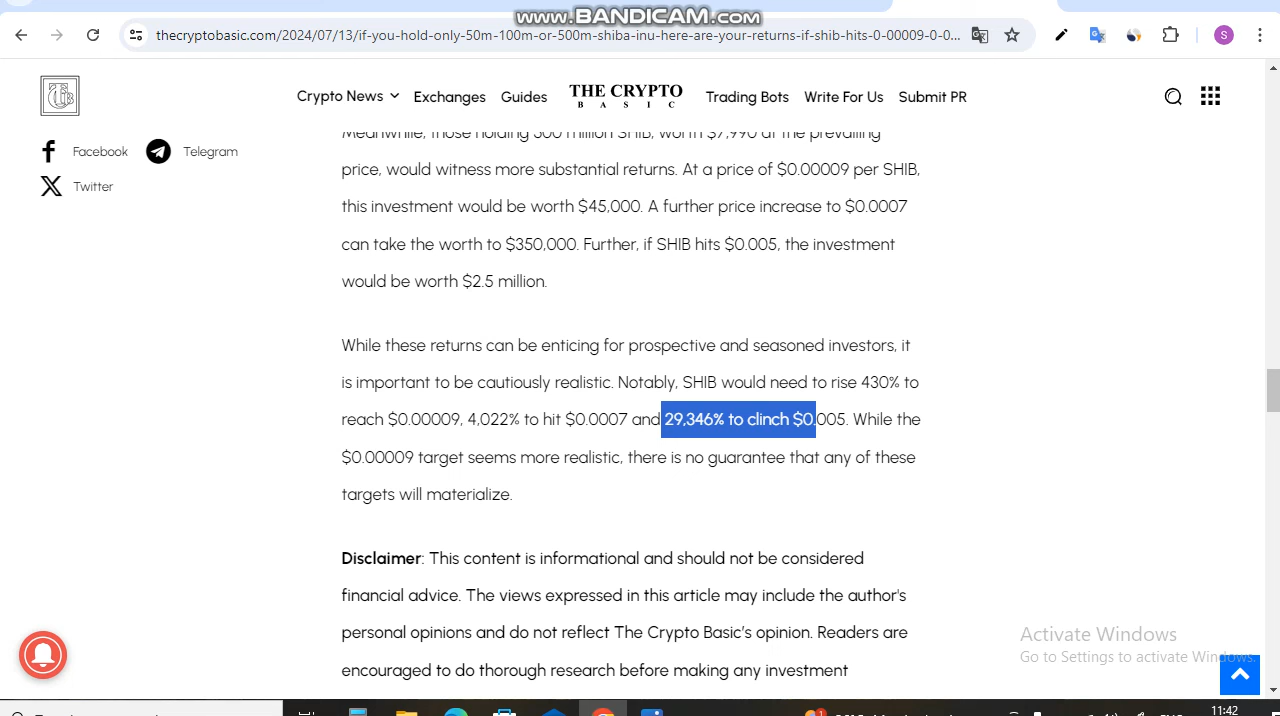 www.BANDICAM.com
thecryptobasic.com/2024/07/13/if-you-hold-only-50m-100m-or-500m-shiba-inu-here-are-your-returns-if-shib-hits-0-00009-0-0...
S
Crypto News Exchanges Guides THE CRYPTO BASIC Trading Bots Write For Us Submit PR
Facebook Telegram
Twitter
Meanwhile, those holding 500 million SHIB, worth $7,990 at the prevailing
price, would witness more substantial returns. At a price of $0.00009 per SHIB,
this investment would be worth $45,000. A further price increase to $0.0007
can take the worth to $350,000. Further, if SHIB hits $0.005, the investment
would be worth $2.5 million.
While these returns can be enticing for prospective and seasoned investors, it
is important to be cautiously realistic. Notably, SHIB would need to rise 430% to
reach $0.00009, 4,022% to hit $0.0007 and 29,346% to clinch $0.005. While the
$0.00009 target seems more realistic, there is no guarantee that any of these
targets will materialize.
Disclaimer: This content is informational and should not be considered
financial advice. The views expressed in this article may include the author's
personal opinions and do not reflect The Crypto Basic's opinion. Readers are
encouraged to do thorough research before making any investment
Activate Windows
Go to Settings to activate Windows.
11:42